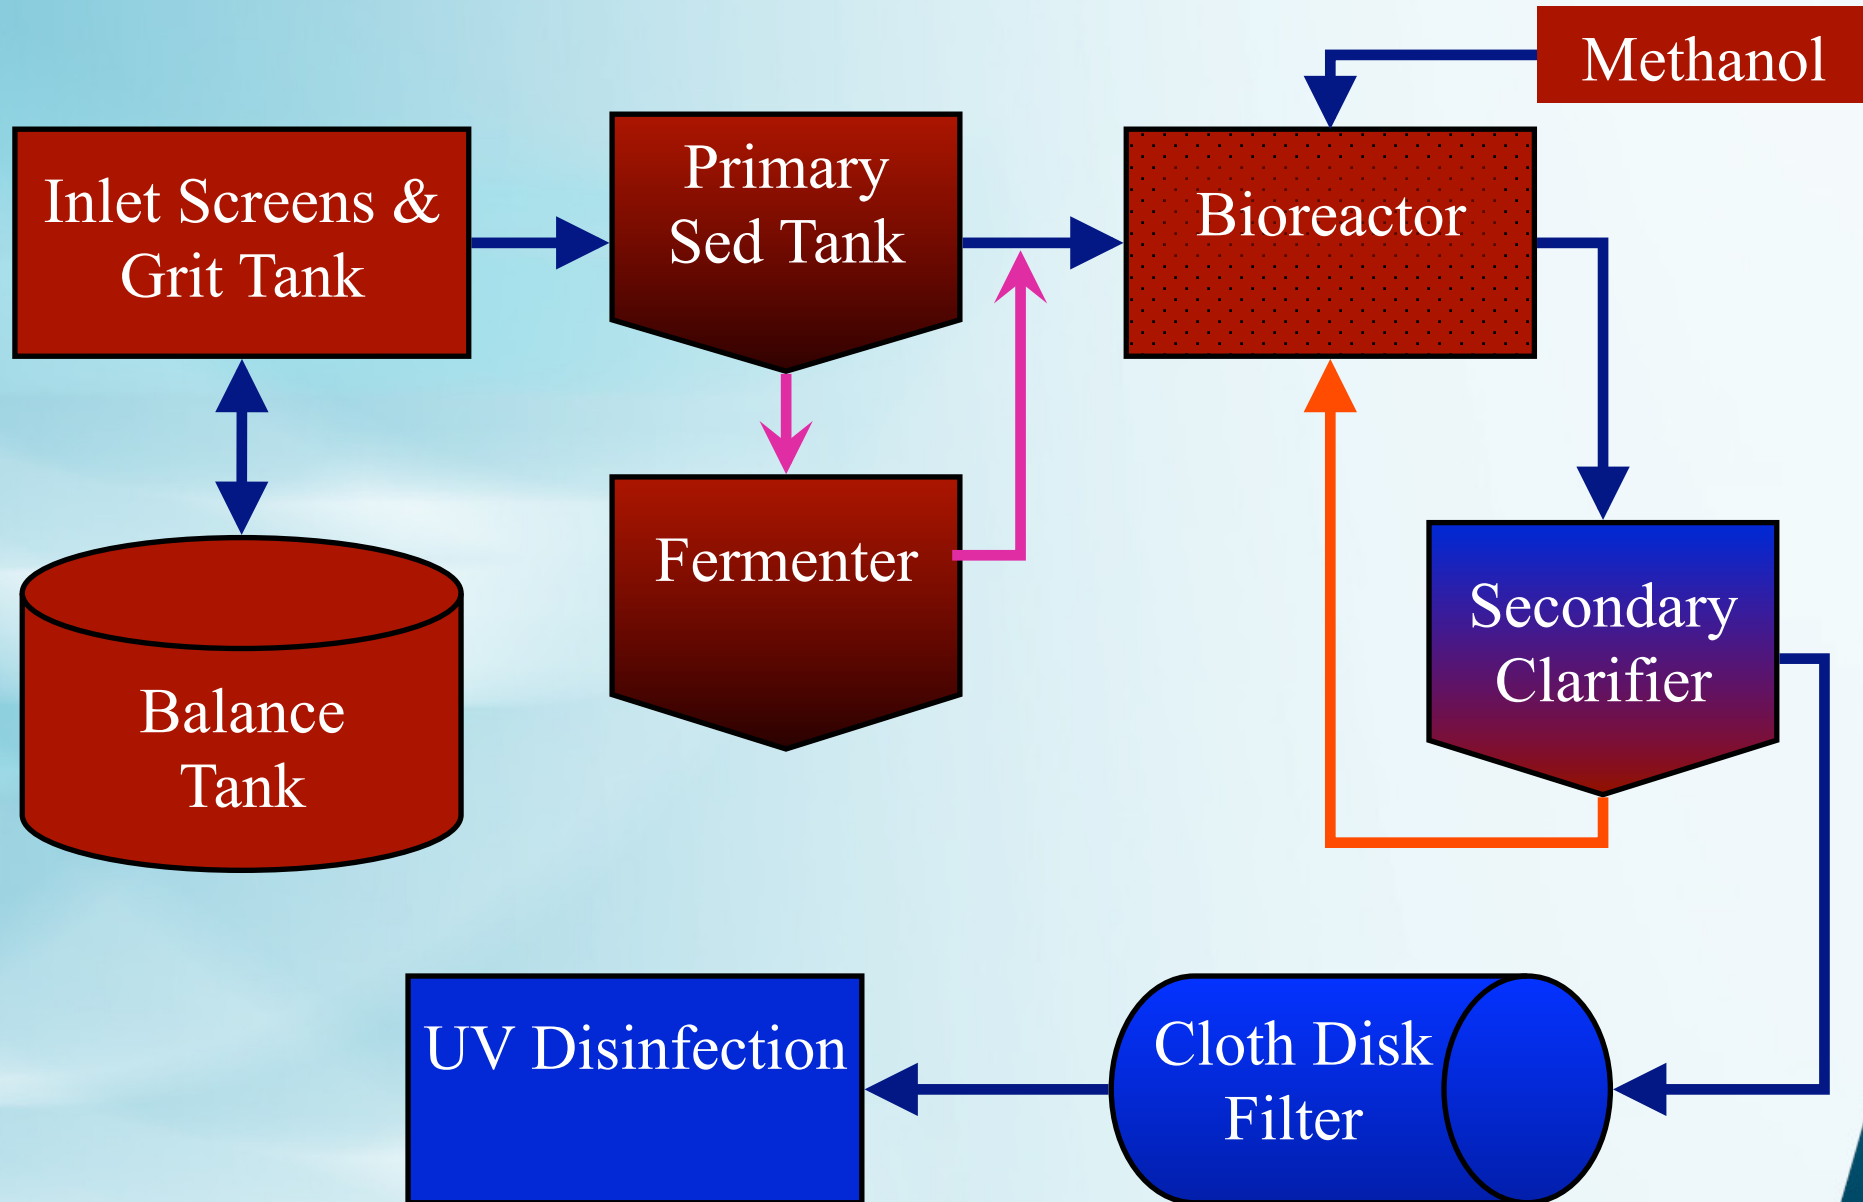 Methanol
Inlet Screens &
Grit Tank
Primary
Sed Tank
Bioreactor
Fermenter
Balance
Tank
Secondary
Clarifier
UV Disinfection
Cloth Disk
Filter